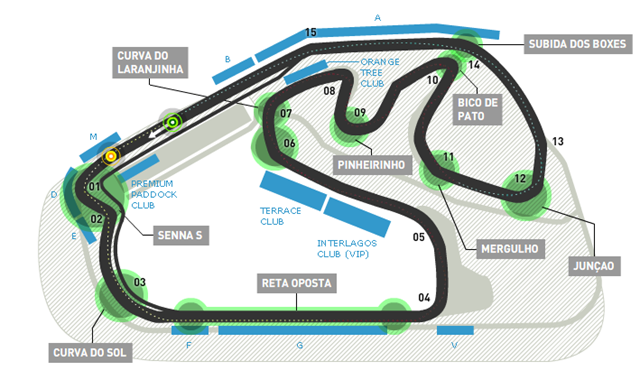 A
15
SUBIDA DOS BOXES
CURVA DO
LARANJINHA
B
ORANGE
TREE
CLUB
14
10
08
BICO DE
PATO
07
09
06
PINHEIRINHO
13
M
11
12
01
D
PREMIUM
PADDOCK
CLUB
02
TERRACE
CLUB
SENNA S
E
INTERLAGOS
CLUB (VIP)
05
MERGULHO
JUNÇAO
RETA OPOSTA
03
04
CURVA DO SOL
F
G
V